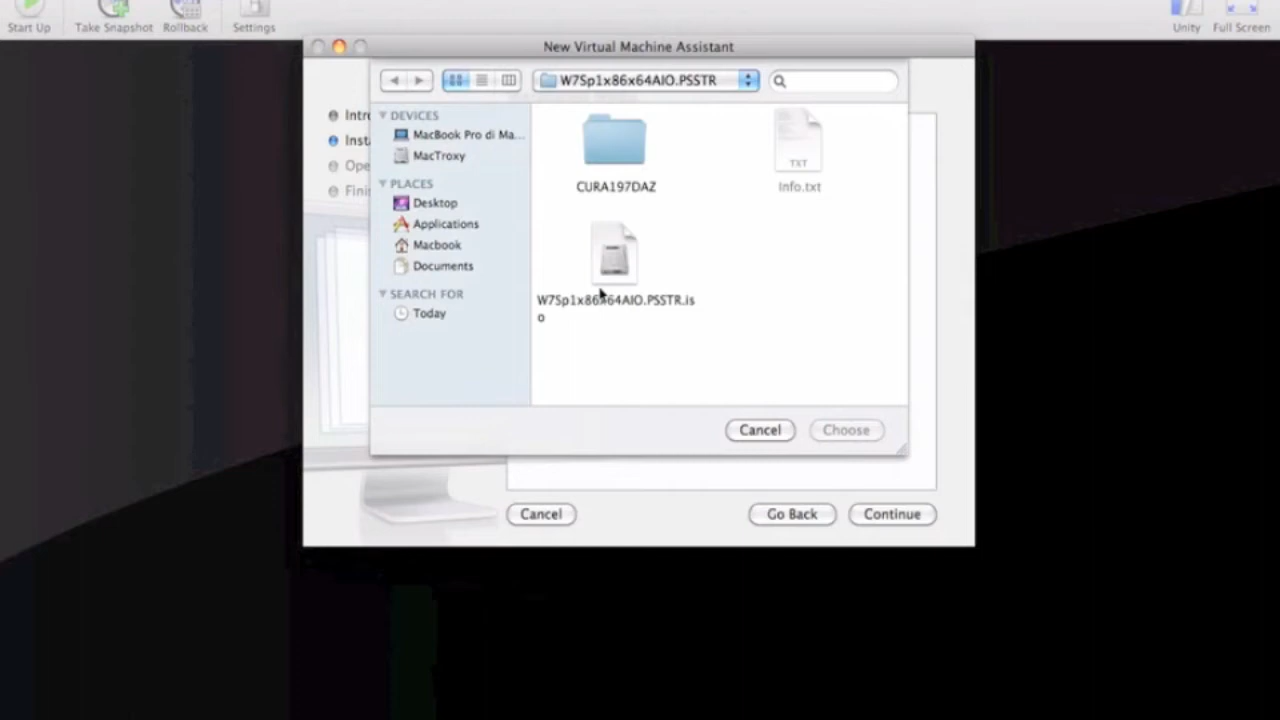 Start Up
Take Snapshot
Rollback
Settings
Unity
Full Screen
New Virtual Machine Assistant
W7Sp1x86x64AIO.PSSTR
Intr
Inst
Ope
Finis
DEVICES
MacBook Pro di Ma...
MacTroxy
PLACES
Desktop
Applications
Macbook
Documents
SEARCH FOR
Today
CURA197DAZ
TXT
Info.txt
W7Sp1x86x64AIO.PSSTR.is
o
Cancel
Choose
Cancel
Go Back
Continue